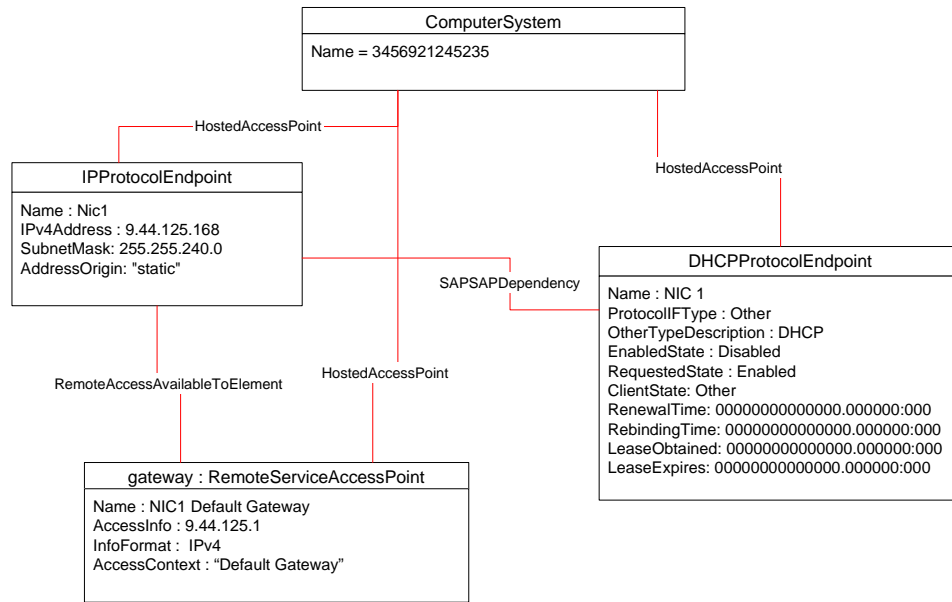 ComputerSystem
Name = 3456921245235
HostedAccessPoint
HostedAccessPoint
IPProtocolEndpoint
Name : Nic1
IPv4Address : 9.44.125.168
SubnetMask: 255.255.240.0
AddressOrigin: "static"
SAPSAPDependency
DHCPProtocolEndpoint
Name : NIC 1
ProtocolIFType : Other
OtherTypeDescription : DHCP
EnabledState : Disabled
RequestedState : Enabled
ClientState: Other
RenewalTime: 00000000000000.000000:000
RebindingTime: 00000000000000.000000:000
LeaseObtained: 00000000000000.000000:000
LeaseExpires: 00000000000000.000000:000
RemoteAccessAvailableToElement
HostedAccessPoint
gateway : RemoteServiceAccessPoint
Name : NIC1 Default Gateway
AccessInfo : 9.44.125.1
InfoFormat :  IPv4
AccessContext : “Default Gateway”